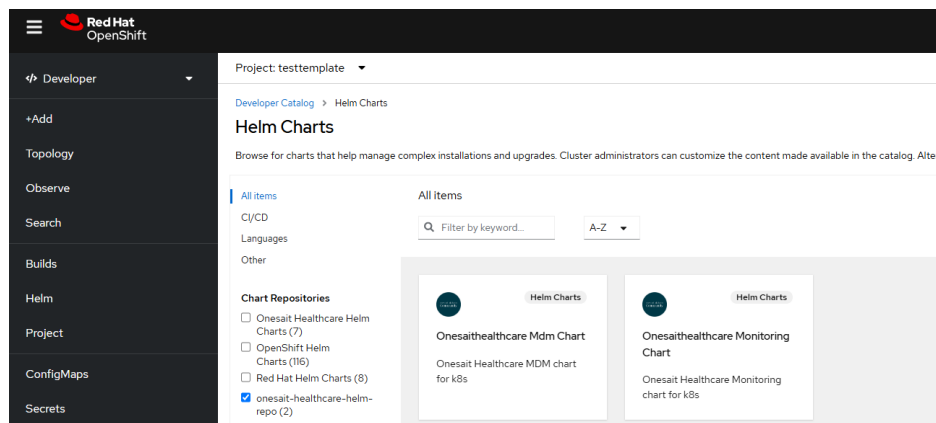 Red Hat
OpenShift
Developer
+Add
Topology
Observe
Search
Builds
Helm
Project
ConfigMaps
Secrets
Project: testtemplate
Developer Catalog > Helm Charts
Helm Charts
Browse for charts that help manage complex installations and upgrades. Cluster administrators can customize the content made available in the catalog. Alte
All items
CI/CD
Languages
Other
Chart Repositories
Onesait Healthcare Helm
Charts (7)
OpenShift Helm
Charts (116)
Red Hat Helm Charts (8)
onesait-healthcare-helm-
repo (2)
All items
Filter by keyword...
A-Z
Helm Charts
Onesaithealthcare Mdm Chart
Onesait Healthcare MDM chart
for k8s
Helm Charts
Onesaithealthcare Monitoring
Chart
Onesait Healthcare Monitoring
chart for k8s